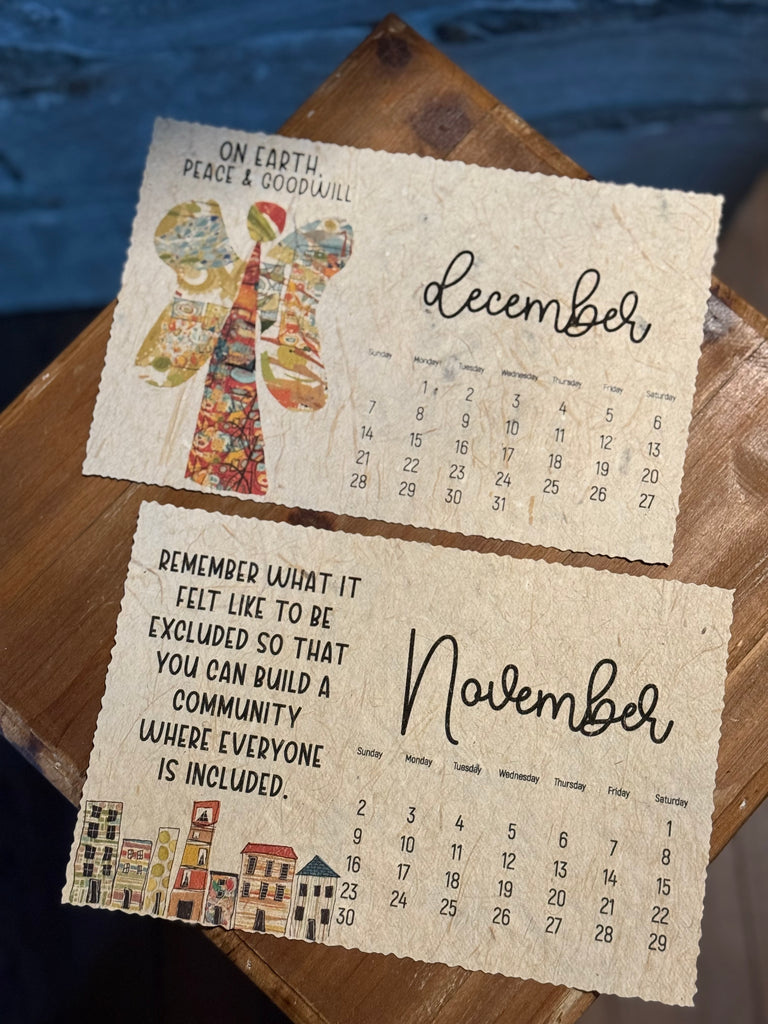 ON EARTH,
PEACE & GOODWILL
december
Sunday Monday Tuesday Wednesday Thursday Friday Saturday
1 2 3 4 5 6
7 8 9 10 11 12 13
14 15 16 17 18 19 20
21 22 23 24 25 26 27
28 29 30 31
REMEMBER WHAT IT
FELT LIKE TO BE
EXCLUDED SO THAT
YOU CAN BUILD A
COMMUNITY
WHERE EVERYONE
IS INCLUDED.
November
Sunday Monday Tuesday Wednesday Thursday Friday Saturday
1
2 3 4 5 6 7 8
9 10 11 12 13 14 15
16 17 18 19 20 21 22
23 24 25 26 27 28 29
30